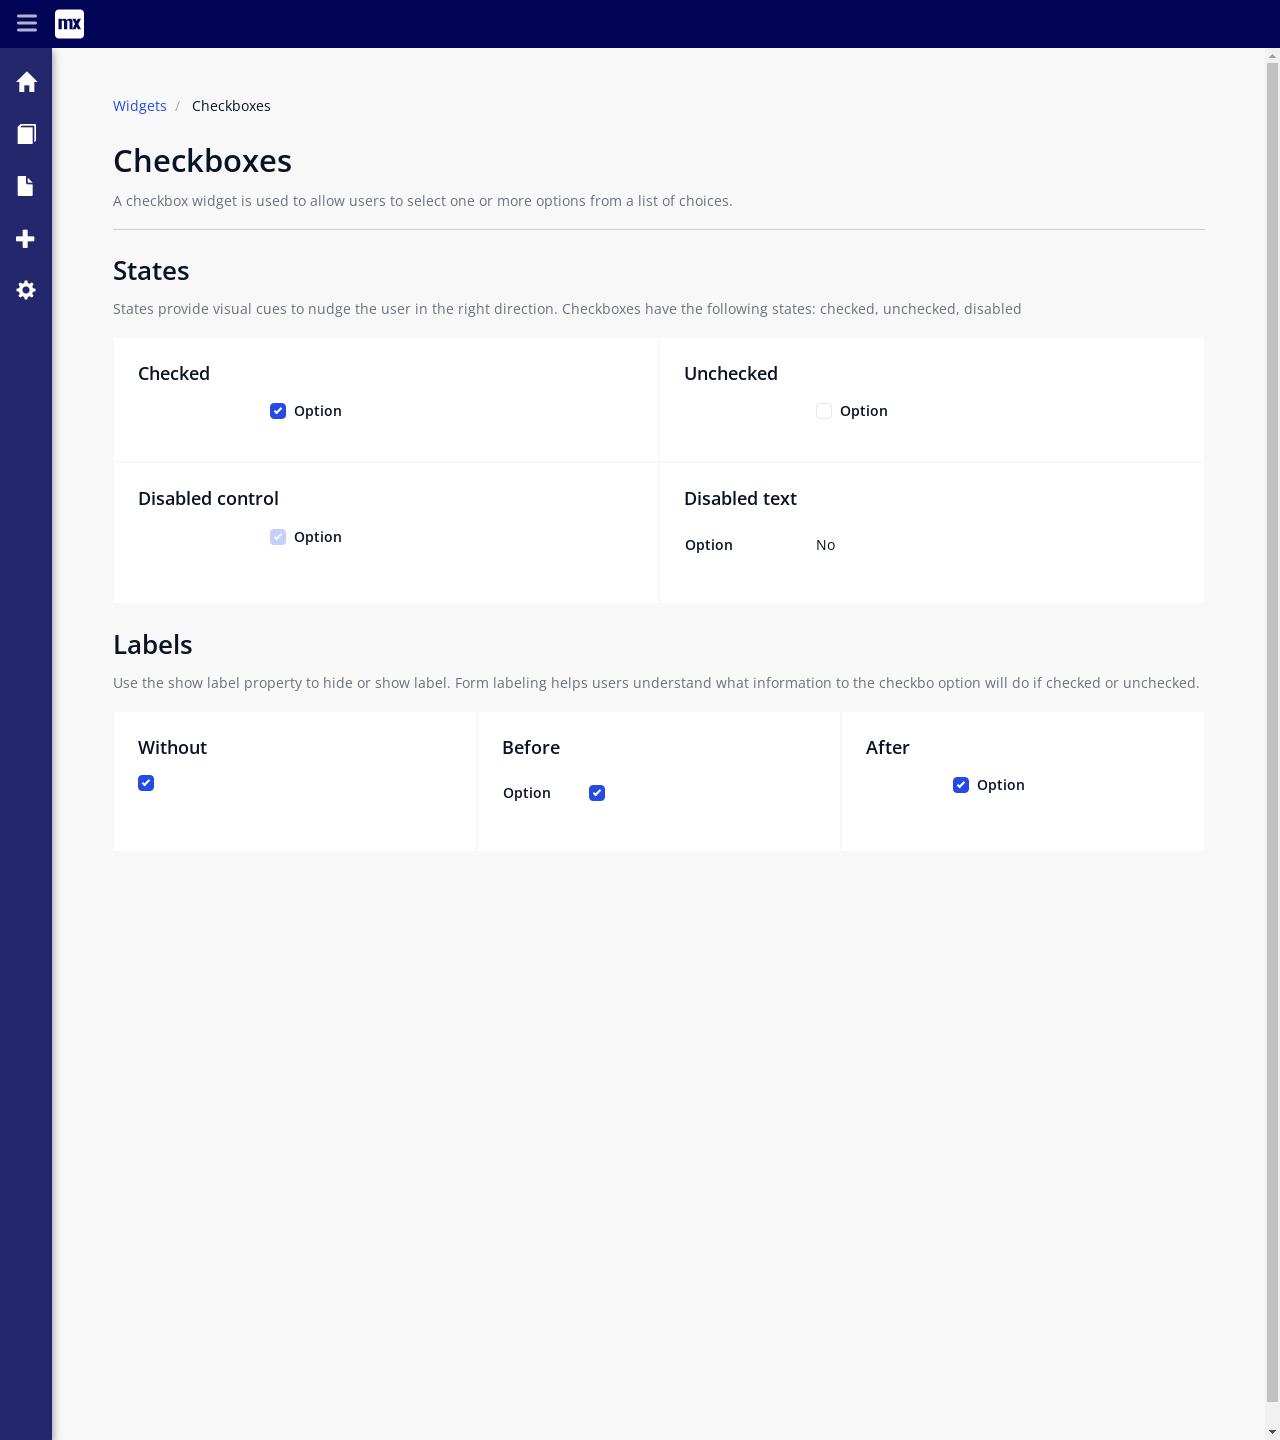 mx
Widgets / Checkboxes
Checkboxes
A checkbox widget is used to allow users to select one or more options from a list of choices.
States
States provide visual cues to nudge the user in the right direction. Checkboxes have the following states: checked, unchecked, disabled
Checked
Option
Unchecked
Option
Disabled control
Option
Disabled text
Option No
Labels
Use the show label property to hide or show label. Form labeling helps users understand what information to the checkbo option will do if checked or unchecked.
Without
Before
Option
After
Option